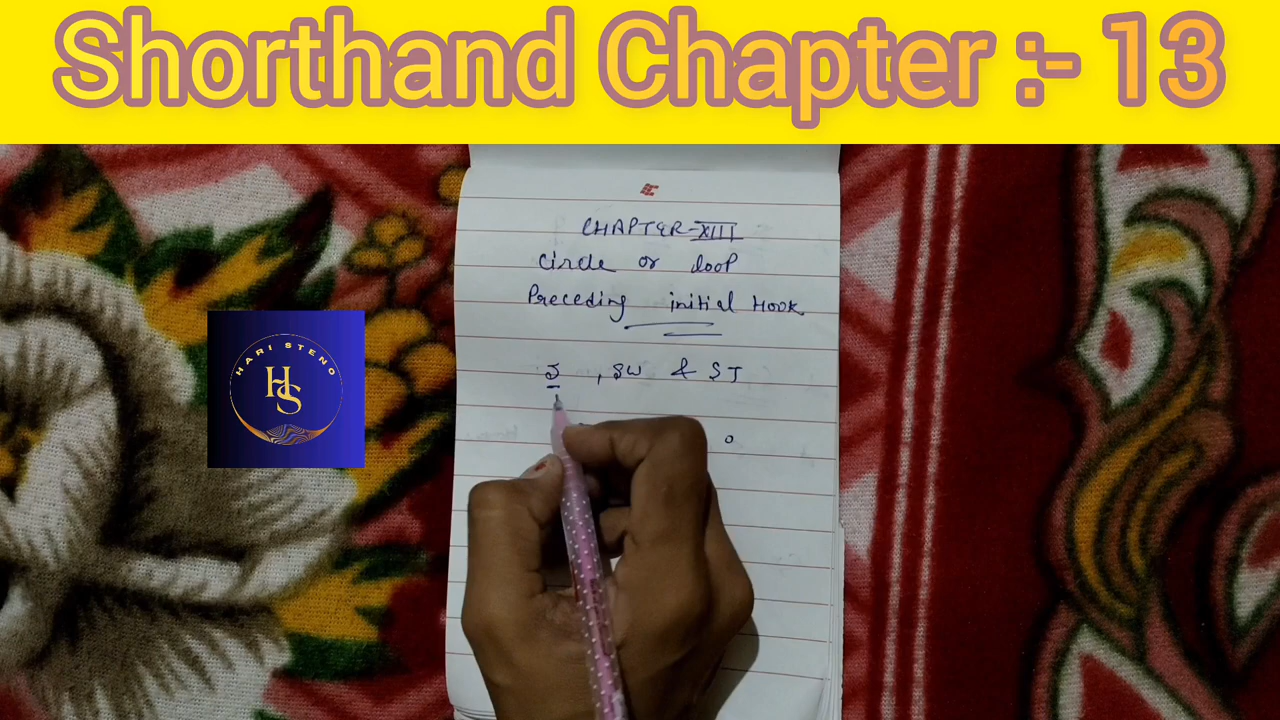 Shorthand Chapter :- 13
CHAPTER-XIII
Circle or loop
Preceding initial Hook
HARI STENO
HS
S , SW & ST
o